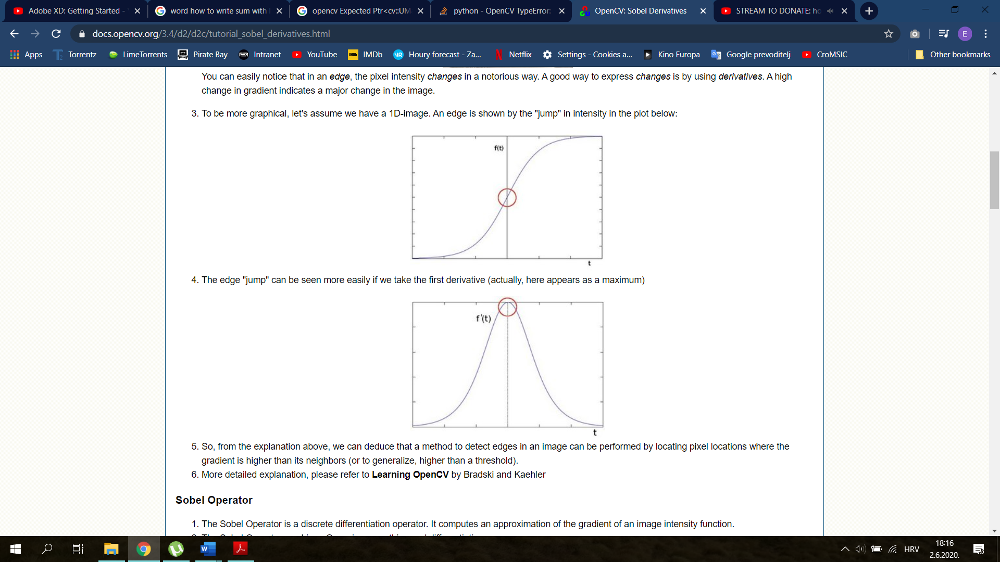 Adobe XD: Getting Started -
word how to write sum with
opencv Expected Ptr<cv::UM
python - OpenCV TypeError:
OpenCV: Sobel Derivatives
STREAM TO DONATE: ho
docs.opencv.org/3.4/d2/d2c/tutorial_sobel_derivatives.html
E
Apps
Torrentz
LimeTorrents
Pirate Bay
Intranet
YouTube
IMDb
Houry forecast - Za...
Netflix
Settings - Cookies a...
Kino Europa
Google prevoditelj
CroMSIC
Other bookmarks
You can easily notice that in an edge, the pixel intensity changes in a notorious way. A good way to express changes is by using derivatives. A high
change in gradient indicates a major change in the image.
3. To be more graphical, let's assume we have a 1D-image. An edge is shown by the "jump" in intensity in the plot below:
f(t)
t
4. The edge "jump" can be seen more easily if we take the first derivative (actually, here appears as a maximum)
f'(t)
t
5. So, from the explanation above, we can deduce that a method to detect edges in an image can be performed by locating pixel locations where the
gradient is higher than its neighbors (or to generalize, higher than a threshold).
6. More detailed explanation, please refer to Learning OpenCV by Bradski and Kaehler
Sobel Operator
1. The Sobel Operator is a discrete differentiation operator. It computes an approximation of the gradient of an image intensity function.
HRV
18:16
2.6.2020.